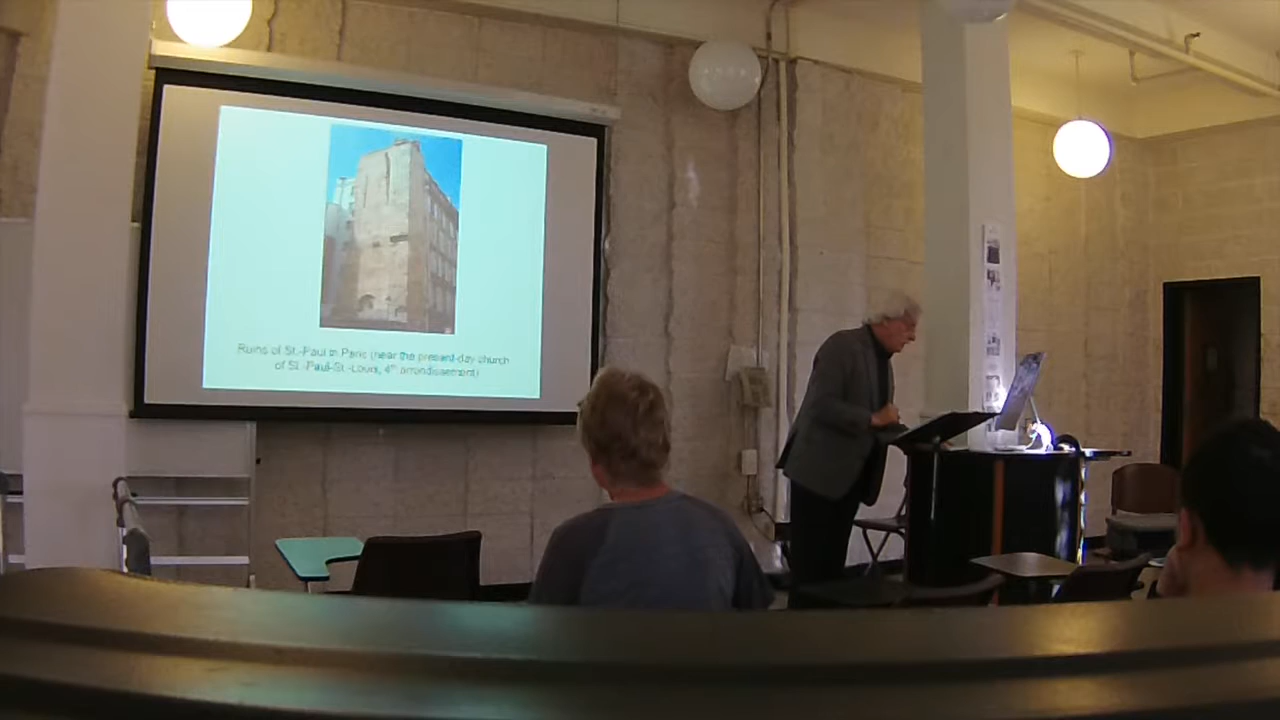 Ruins of St.-Paul in Paris (near the present-day church
of St.-Paul-St.-Louis, 4th arrondissement)